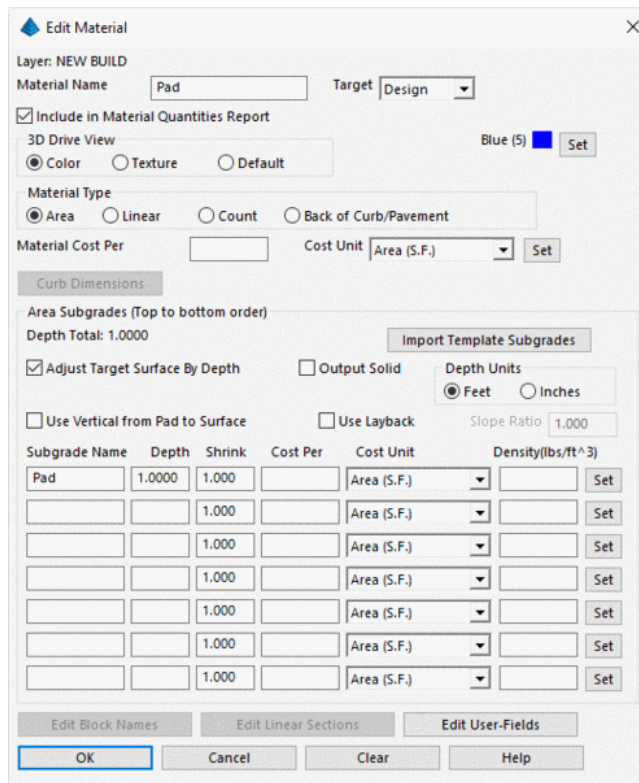 Edit Material
Layer: NEW BUILD
Material Name Pad Target Design
Include in Material Quantities Report
3D Drive View Blue (5) Set
Color Texture Default
Material Type
Area Linear Count Back of Curb/Pavement
Material Cost Per Cost Unit Area (S.F.) Set
Curb Dimensions
Area Subgrades (Top to bottom order)
Depth Total: 1.0000 Import Template Subgrades
Adjust Target Surface By Depth Output Solid Depth Units
Feet Inches
Use Vertical from Pad to Surface Use Layback Slope Ratio 1.000
Subgrade Name Depth Shrink Cost Per Cost Unit Density(lbs/ft^3)
Pad 1.0000 1.000 Area (S.F.) Set
1.000 Area (S.F.) Set
1.000 Area (S.F.) Set
1.000 Area (S.F.) Set
1.000 Area (S.F.) Set
1.000 Area (S.F.) Set
1.000 Area (S.F.) Set
Edit Block Names Edit Linear Sections Edit User-Fields
OK Cancel Clear Help